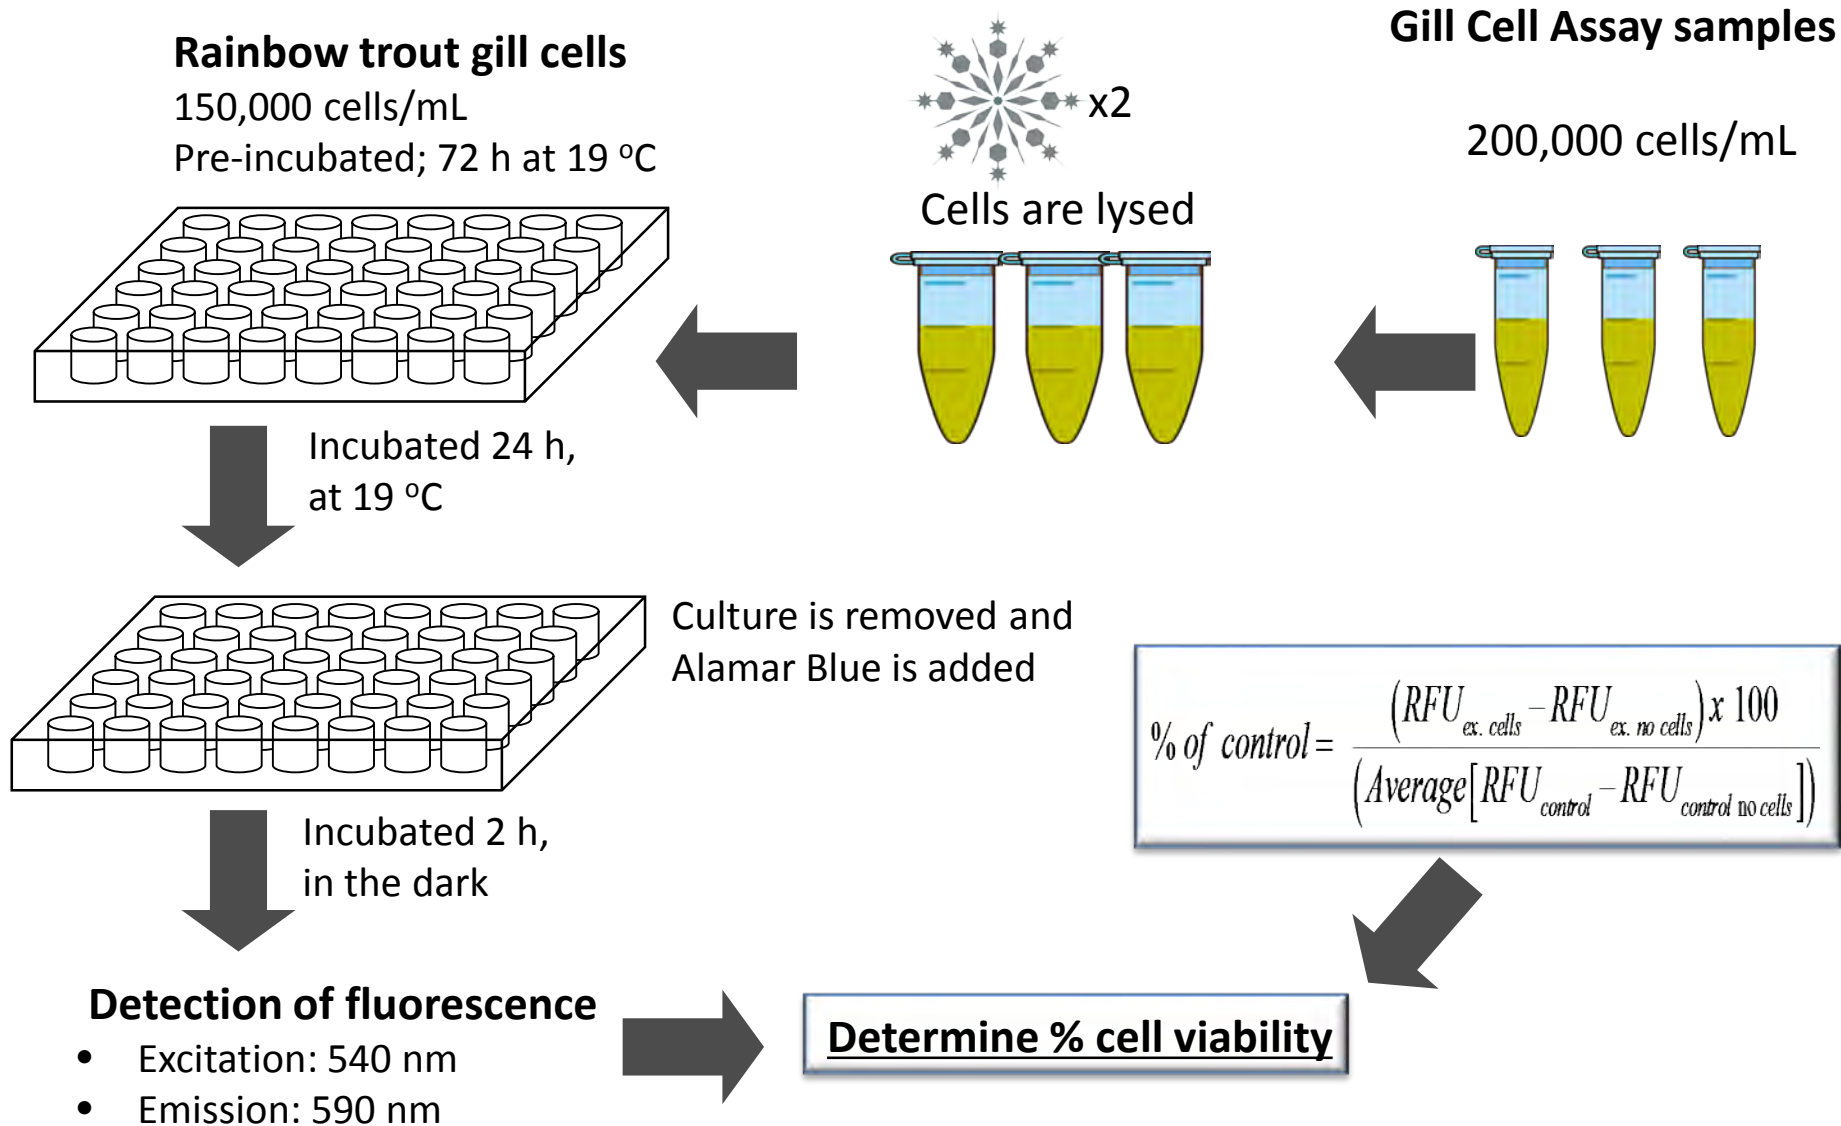 Rainbow trout gill cells
150,000 cells/mL
Pre-incubated; 72 h at 19 °C
x2
Cells are lysed
Gill Cell Assay samples
200,000 cells/mL
Incubated 24 h,
at 19 °C
Culture is removed and
Alamar Blue is added
% of control = (RFU ex. cells – RFU ex. no cells) x 100
(Average[RFU control – RFU control no cells])
Incubated 2 h,
in the dark
Detection of fluorescence
• Excitation: 540 nm
• Emission: 590 nm
Determine % cell viability